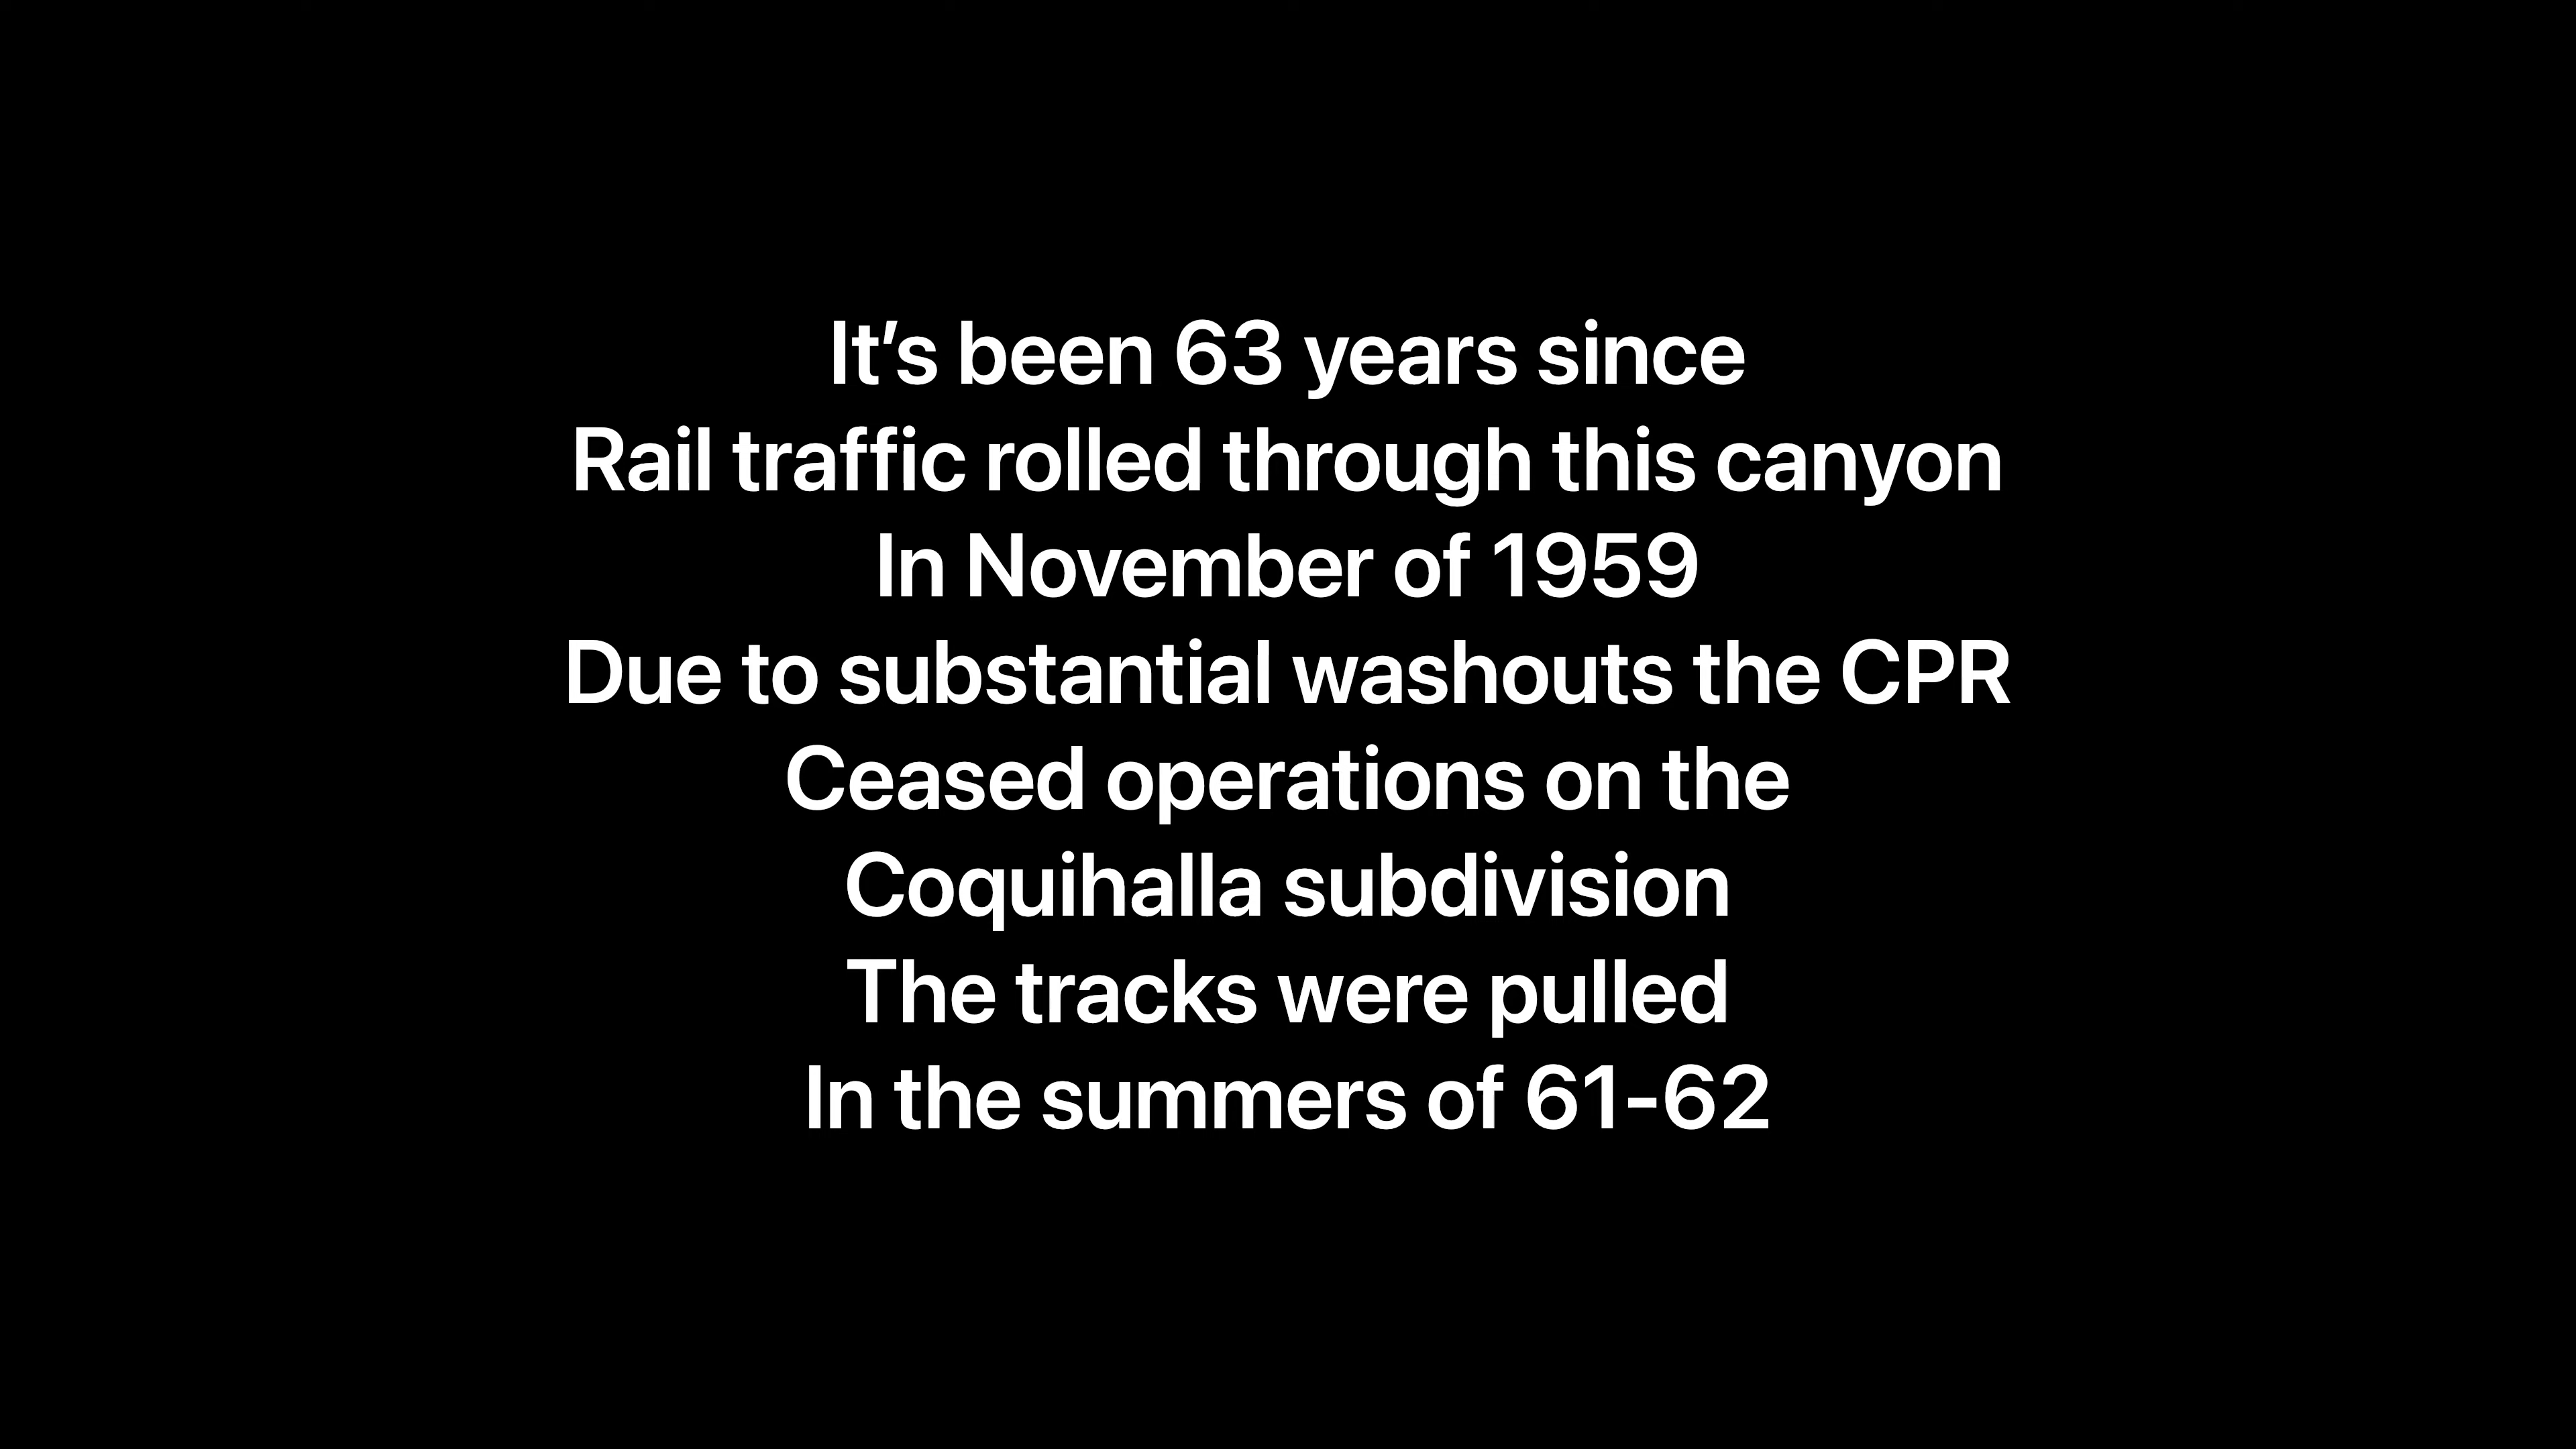 It’s been 63 years since
Rail traffic rolled through this canyon
In November of 1959
Due to substantial washouts the CPR
Ceased operations on the
Coquihalla subdivision
The tracks were pulled
In the summers of 61-62